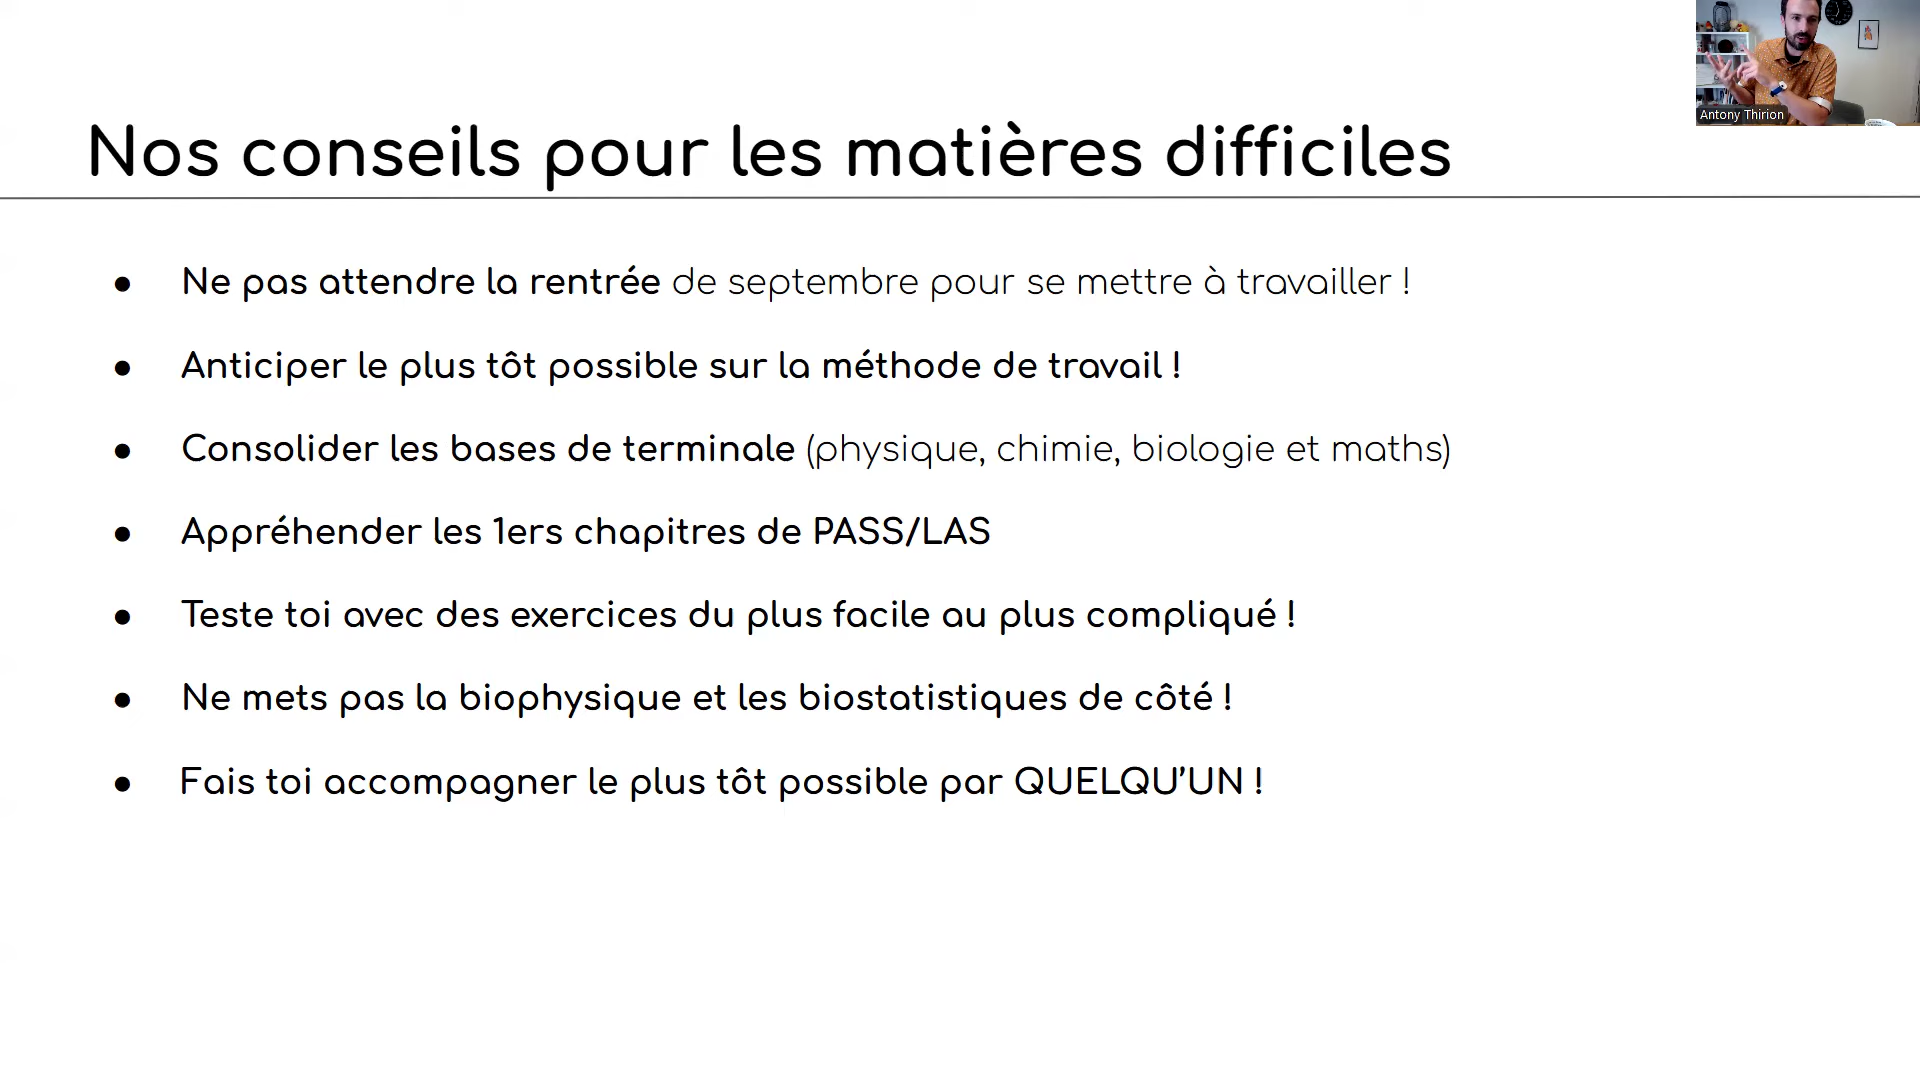 Antony Thirion
Nos conseils pour les matières difficiles
● Ne pas attendre la rentrée de septembre pour se mettre à travailler !
● Anticiper le plus tôt possible sur la méthode de travail !
● Consolider les bases de terminale (physique, chimie, biologie et maths)
● Appréhender les 1ers chapitres de PASS/LAS
● Teste toi avec des exercices du plus facile au plus compliqué !
● Ne mets pas la biophysique et les biostatistiques de côté !
● Fais toi accompagner le plus tôt possible par QUELQU’UN !